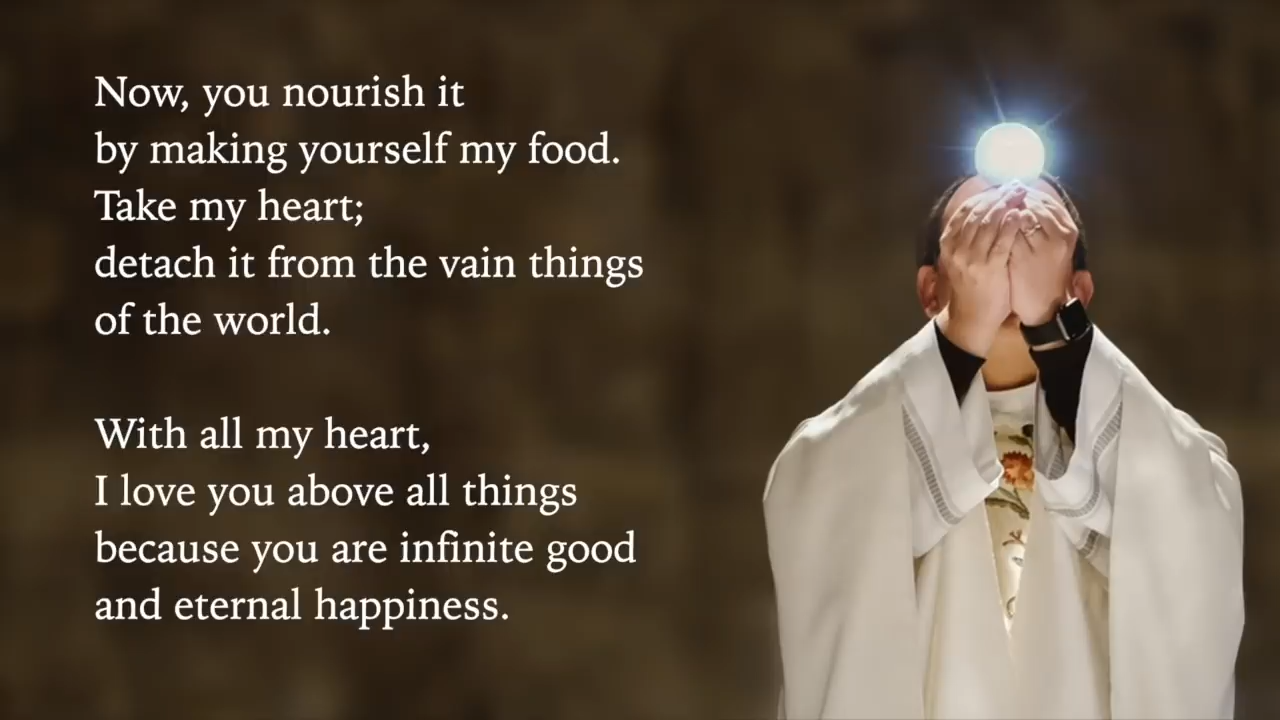 Now, you nourish it
by making yourself my food.
Take my heart;
detach it from the vain things
of the world.
With all my heart,
I love you above all things
because you are infinite good
and eternal happiness.